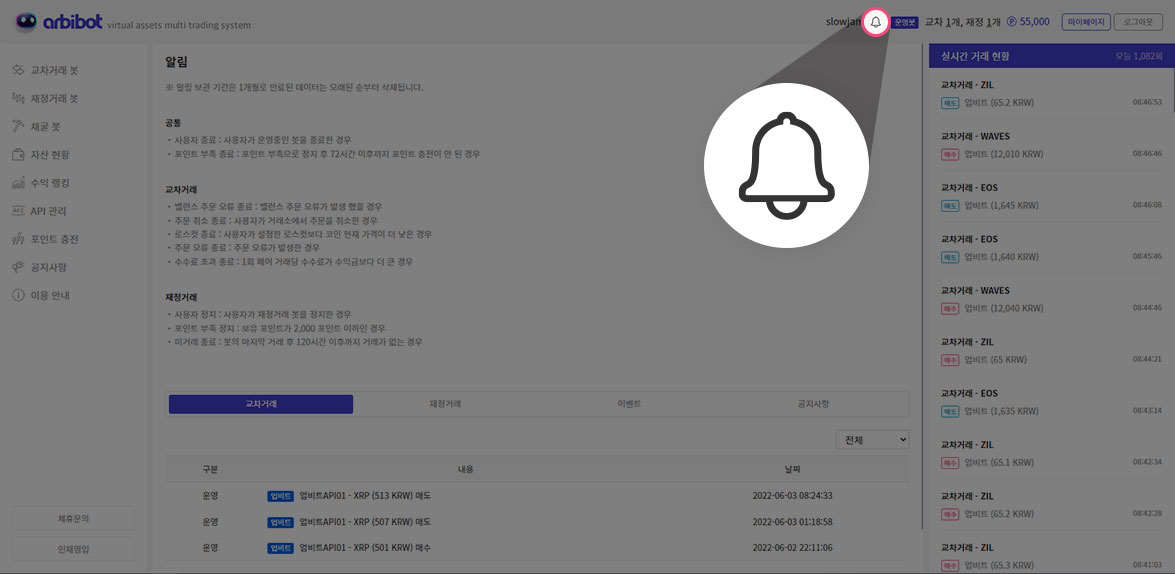 arbibot virtual assets multi trading system
slowjam 운영봇 교차 1개, 재정 1개 Ⓟ 55,000 마이페이지 로그아웃
교차거래 봇
재정거래 봇
채굴 봇
자산 현황
수익 랭킹
API 관리
포인트 충전
공지사항
이용 안내
제휴문의
인재영입
알림
※ 알림 보관 기간은 1개월로 만료된 데이터는 오래된 순부터 삭제됩니다.
공통
・사용자 종료 : 사용자가 운영중인 봇을 종료한 경우
・포인트 부족 종료 : 포인트 부족으로 정지 후 72시간 이후까지 포인트 충전이 안 된 경우
교차거래
・밸런스 주문 오류 종료 : 밸런스 주문 오류가 발생 했을 경우
・주문 취소 종료 : 사용자가 거래소에서 주문을 취소한 경우
・로스컷 종료 : 사용자가 설정한 로스컷보다 코인 현재 가격이 더 낮은 경우
・주문 오류 종료 : 주문 오류가 발생한 경우
・수수료 초과 종료 : 1회 페어 거래당 수수료가 수익금보다 더 큰 경우
재정거래
・사용자 정지 : 사용자가 재정거래 봇을 정지한 경우
・포인트 부족 정지 : 보유 포인트가 2,000 포인트 이하인 경우
・미거래 종료 : 봇의 마지막 거래 후 120시간 이후까지 거래가 없는 경우
교차거래 재정거래 이벤트 공지사항
전체
구분 내용 날짜
운영 업비트 업비트API01 - XRP (513 KRW) 매도 2022-06-03 08:24:33
운영 업비트 업비트API01 - XRP (507 KRW) 매도 2022-06-03 01:18:58
운영 업비트 업비트API01 - XRP (501 KRW) 매수 2022-06-02 22:11:06
실시간 거래 현황 오늘 1,082회
교차거래 - ZIL
매도 업비트 (65.2 KRW) 08:46:53
교차거래 - WAVES
매수 업비트 (12,010 KRW) 08:46:46
교차거래 - EOS
매도 업비트 (1,645 KRW) 08:46:08
교차거래 - EOS
매도 업비트 (1,640 KRW) 08:45:46
교차거래 - WAVES
매수 업비트 (12,040 KRW) 08:44:46
교차거래 - ZIL
매수 업비트 (65 KRW) 08:44:21
교차거래 - EOS
매도 업비트 (1,635 KRW) 08:43:14
교차거래 - ZIL
매수 업비트 (65.1 KRW) 08:42:34
교차거래 - ZIL
매수 업비트 (65.2 KRW) 08:42:28
교차거래 - ZIL
매수 업비트 (65.3 KRW) 08:41:03